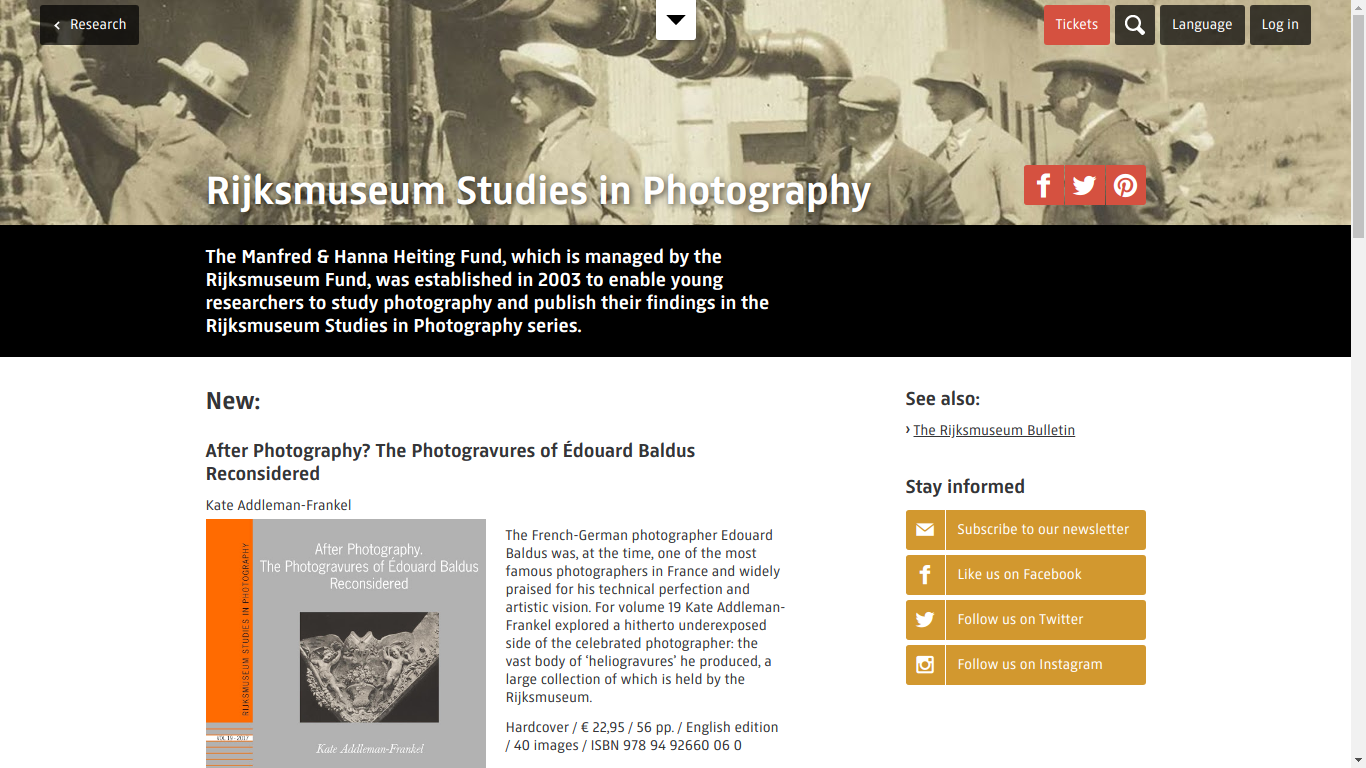 Research
Tickets
Language
Log in
Rijksmuseum Studies in Photography
The Manfred & Hanna Heiting Fund, which is managed by the
Rijksmuseum Fund, was established in 2003 to enable young
researchers to study photography and publish their findings in the
Rijksmuseum Studies in Photography series.
New:
After Photography? The Photogravures of Édouard Baldus
Reconsidered
Kate Addleman-Frankel
RIJKSMUSEUM STUDIES IN PHOTOGRAPHY
VOL 19, 2017
After Photography.
The Photogravures of Édouard Baldus
Reconsidered
Kate Addleman-Frankel
The French-German photographer Edouard
Baldus was, at the time, one of the most
famous photographers in France and widely
praised for his technical perfection and
artistic vision. For volume 19 Kate Addleman-
Frankel explored a hitherto underexposed
side of the celebrated photographer: the
vast body of ‘heliogravures’ he produced, a
large collection of which is held by the
Rijksmuseum.
Hardcover / € 22,95 / 56 pp. / English edition
/ 40 images / ISBN 978 94 92660 06 0
See also:
› The Rijksmuseum Bulletin
Stay informed
Subscribe to our newsletter
Like us on Facebook
Follow us on Twitter
Follow us on Instagram